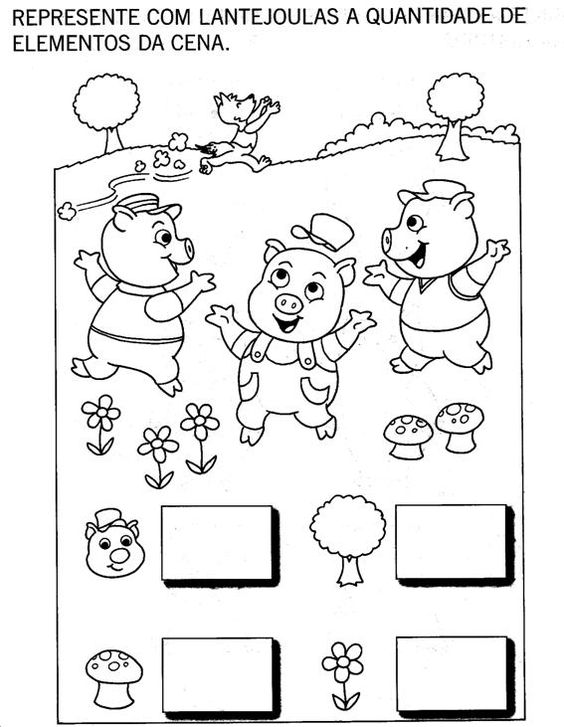 REPRESENTE COM LANTEJOULAS A QUANTIDADE DE
ELEMENTOS DA CENA.